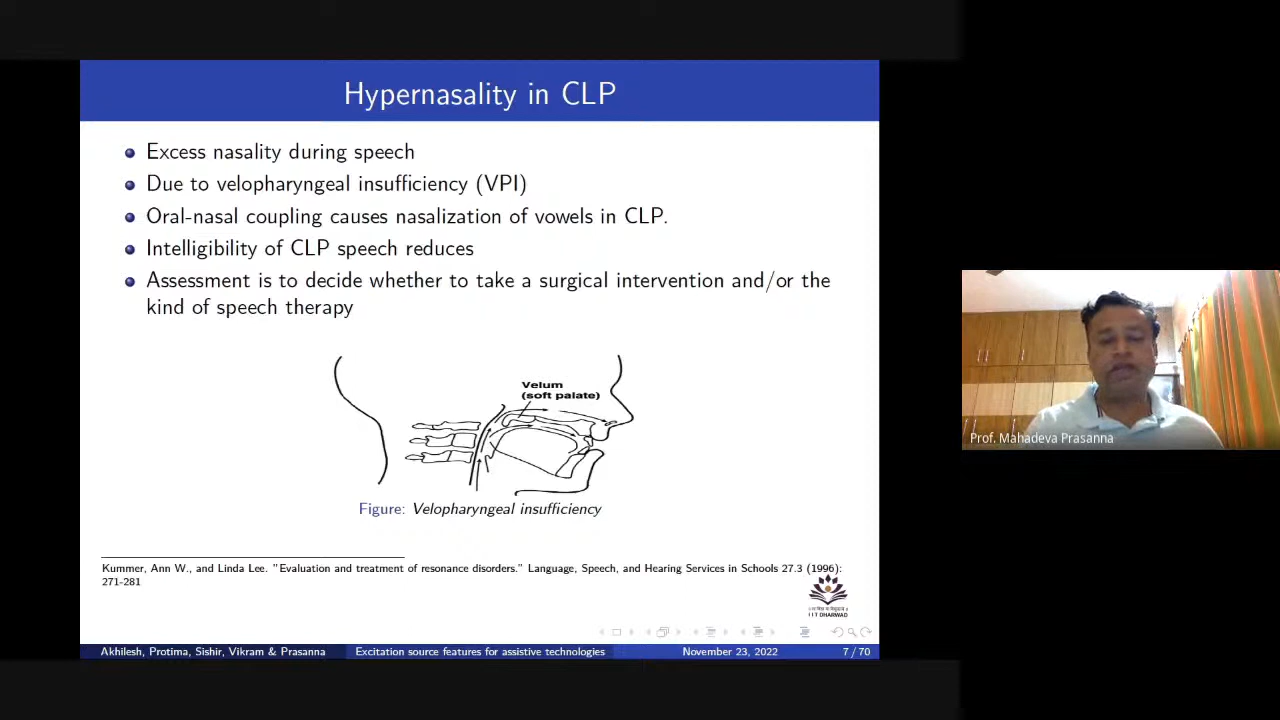 Hypernasality in CLP
Excess nasality during speech
Due to velopharyngeal insufficiency (VPI)
Oral-nasal coupling causes nasalization of vowels in CLP.
Intelligibility of CLP speech reduces
Assessment is to decide whether to take a surgical intervention and/or the
kind of speech therapy
Velum
(soft palate)
Figure: Velopharyngeal insufficiency
Kummer, Ann W., and Linda Lee. "Evaluation and treatment of resonance disorders." Language, Speech, and Hearing Services in Schools 27.3 (1996):
271-281
IIT DHARWAD
Akhilesh, Protima, Sishir, Vikram & Prasanna Excitation source features for assistive technologies November 23, 2022 7 / 70
Prof. Mahadeva Prasanna